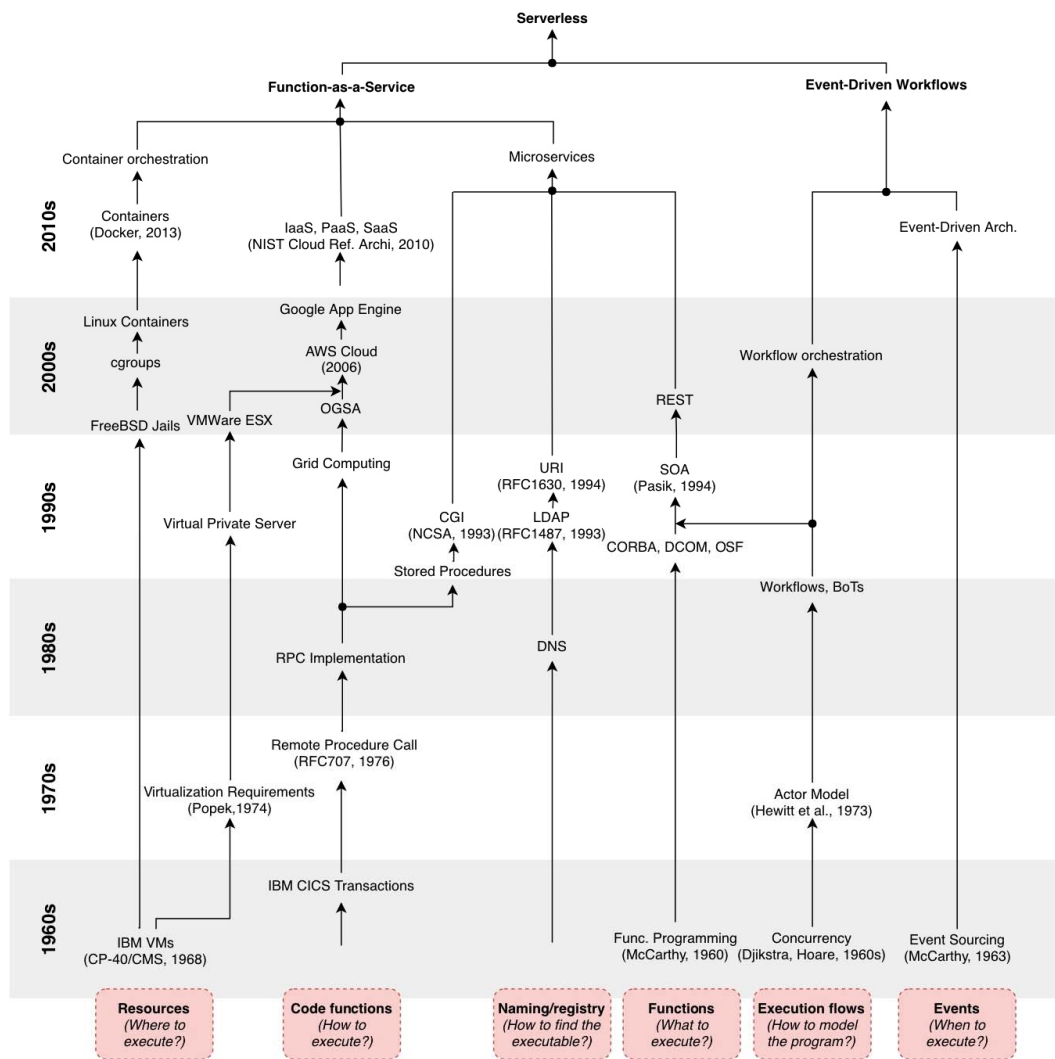 Serverless
Function-as-a-Service
Event-Driven Workflows
Container orchestration
Microservices
2010s
Containers
(Docker, 2013)
IaaS, PaaS, SaaS
(NIST Cloud Ref. Archi, 2010)
Event-Driven Arch.
2000s
Linux Containers
Google App Engine
cgroups
AWS Cloud
(2006)
Workflow orchestration
FreeBSD Jails
VMWare ESX
OGSA
REST
1990s
Grid Computing
URI
(RFC1630, 1994)
SOA
(Pasik, 1994)
Virtual Private Server
CGI
(NCSA, 1993)
LDAP
(RFC1487, 1993)
CORBA, DCOM, OSF
Stored Procedures
Workflows, BoTs
1980s
RPC Implementation
DNS
1970s
Remote Procedure Call
(RFC707, 1976)
Virtualization Requirements
(Popek,1974)
Actor Model
(Hewitt et al., 1973)
1960s
IBM CICS Transactions
IBM VMs
(CP-40/CMS, 1968)
Func. Programming
(McCarthy, 1960)
Concurrency
(Djikstra, Hoare, 1960s)
Event Sourcing
(McCarthy, 1963)
Resources
(Where to
execute?)
Code functions
(How to
execute?)
Naming/registry
(How to find the
executable?)
Functions
(What to
execute?)
Execution flows
(How to model
the program?)
Events
(When to
execute?)